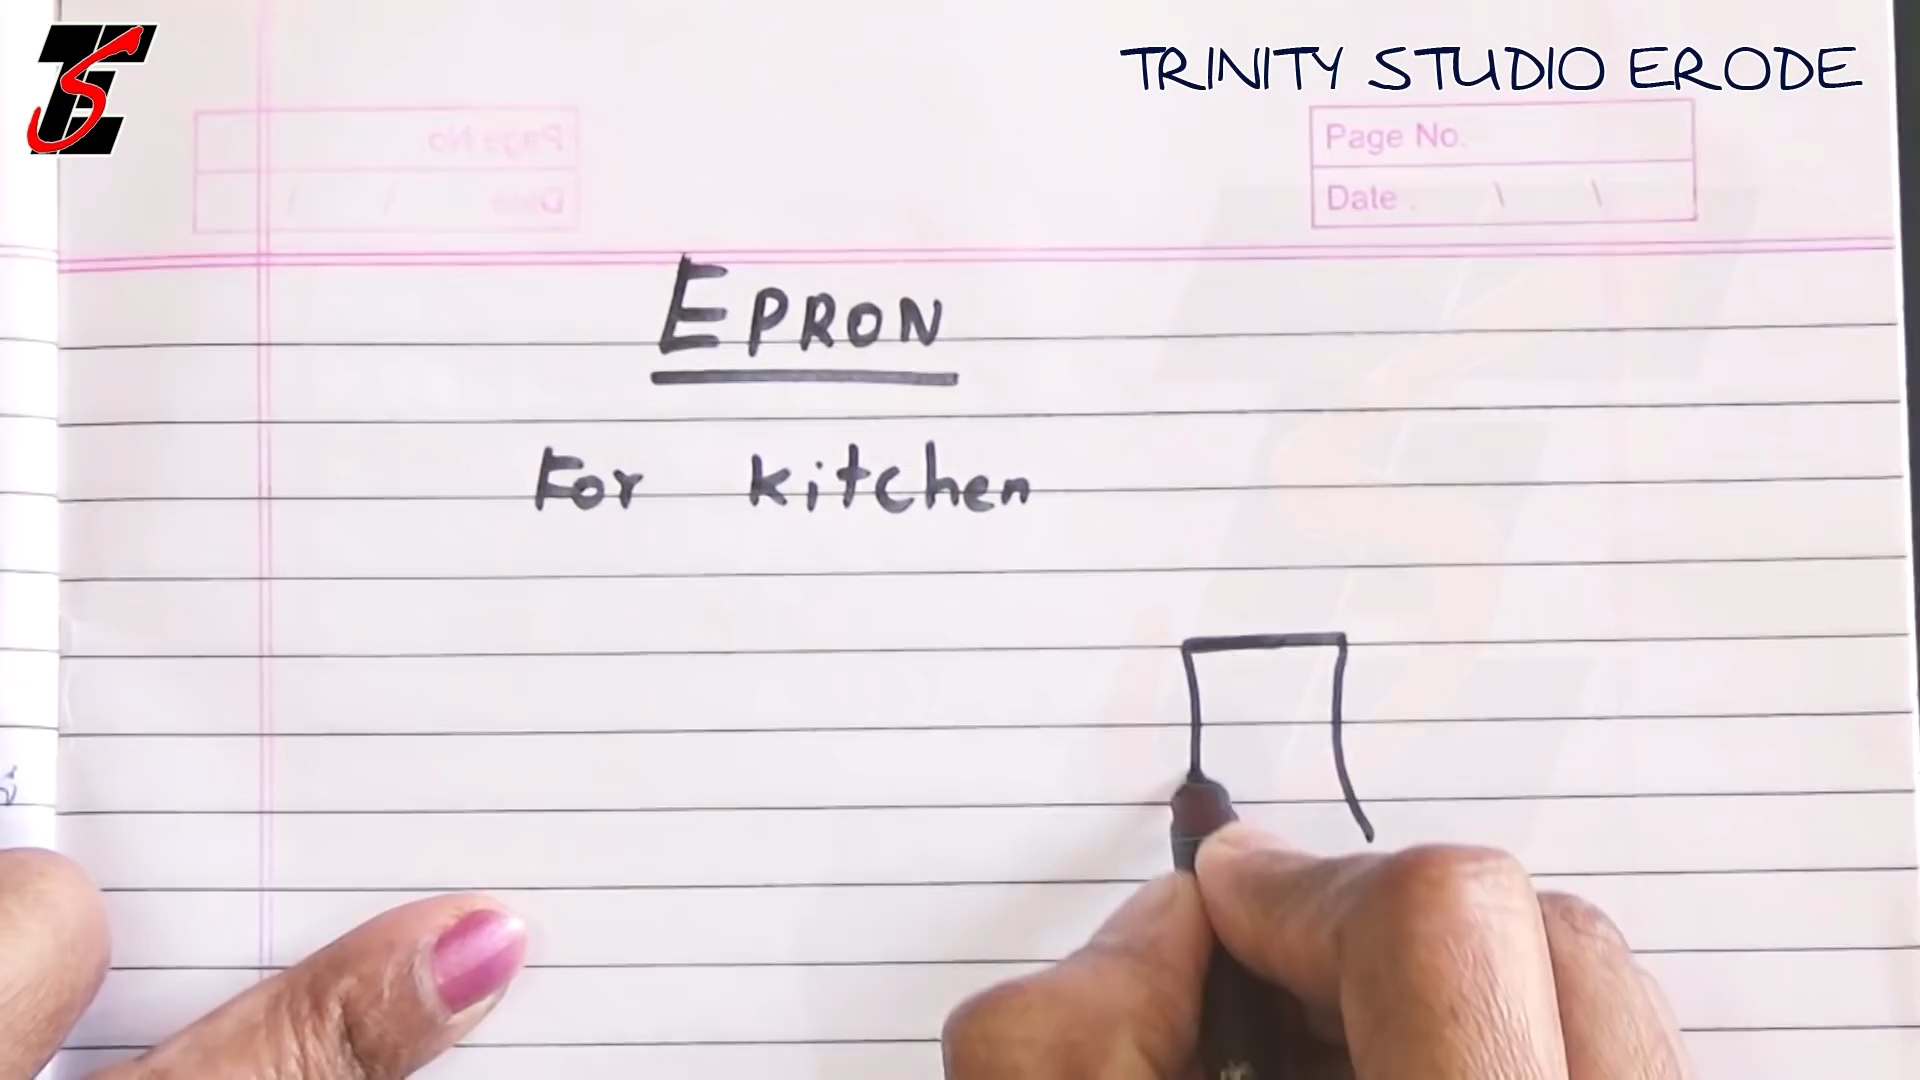 TRINITY STUDIO ERODE
Page No.
Date
EPRON
For kitchen